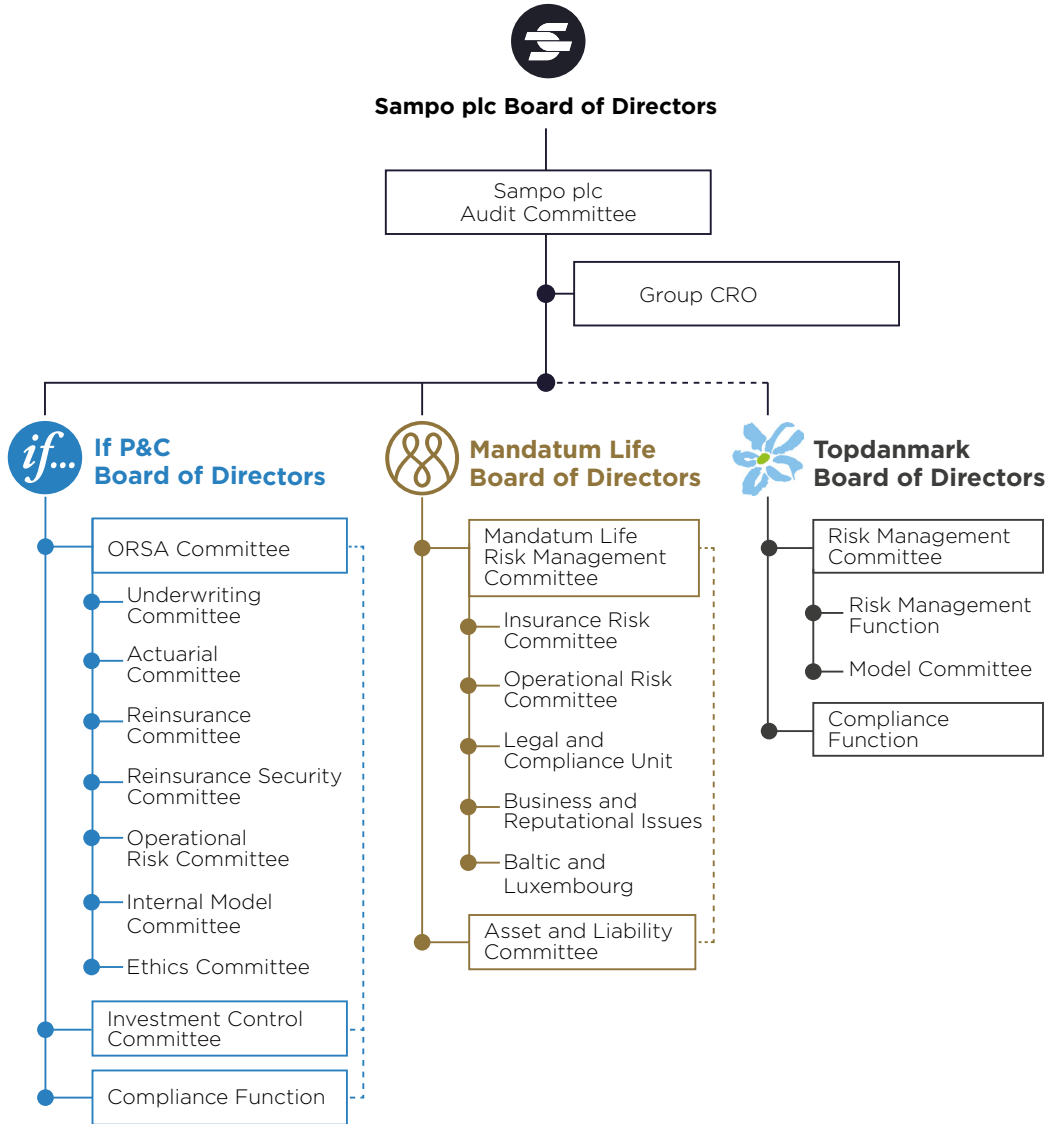 Sampo plc Board of Directors
Sampo plc
Audit Committee
Group CRO
if...
If P&C
Board of Directors
ORSA Committee
Underwriting
Committee
Actuarial
Committee
Reinsurance
Committee
Reinsurance Security
Committee
Operational
Risk Committee
Internal Model
Committee
Ethics Committee
Investment Control
Committee
Compliance Function
Mandatum Life
Board of Directors
Mandatum Life
Risk Management
Committee
Insurance Risk
Committee
Operational Risk
Committee
Legal and
Compliance Unit
Business and
Reputational Issues
Baltic and
Luxembourg
Asset and Liability
Committee
Topdanmark
Board of Directors
Risk Management
Committee
Risk Management
Function
Model Committee
Compliance
Function